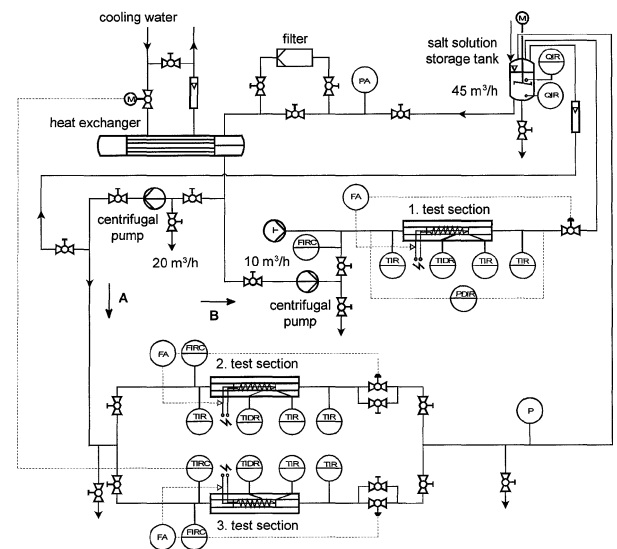 cooling water
filter
M
salt solution
storage tank
QIR
45 m³/h
QIR
PA
M
heat exchanger
FA
1. test section
centrifugal
pump
T
FIRC
20 m³/h
10 m³/h
TIR
TIDR
TIR
TIR
A
B
centrifugal
pump
PDIR
FA
FIRC
2. test section
TIR
TIDR
TIR
TIR
P
TIRC
TIDR
TIR
TIR
3. test section
FA
FIRC